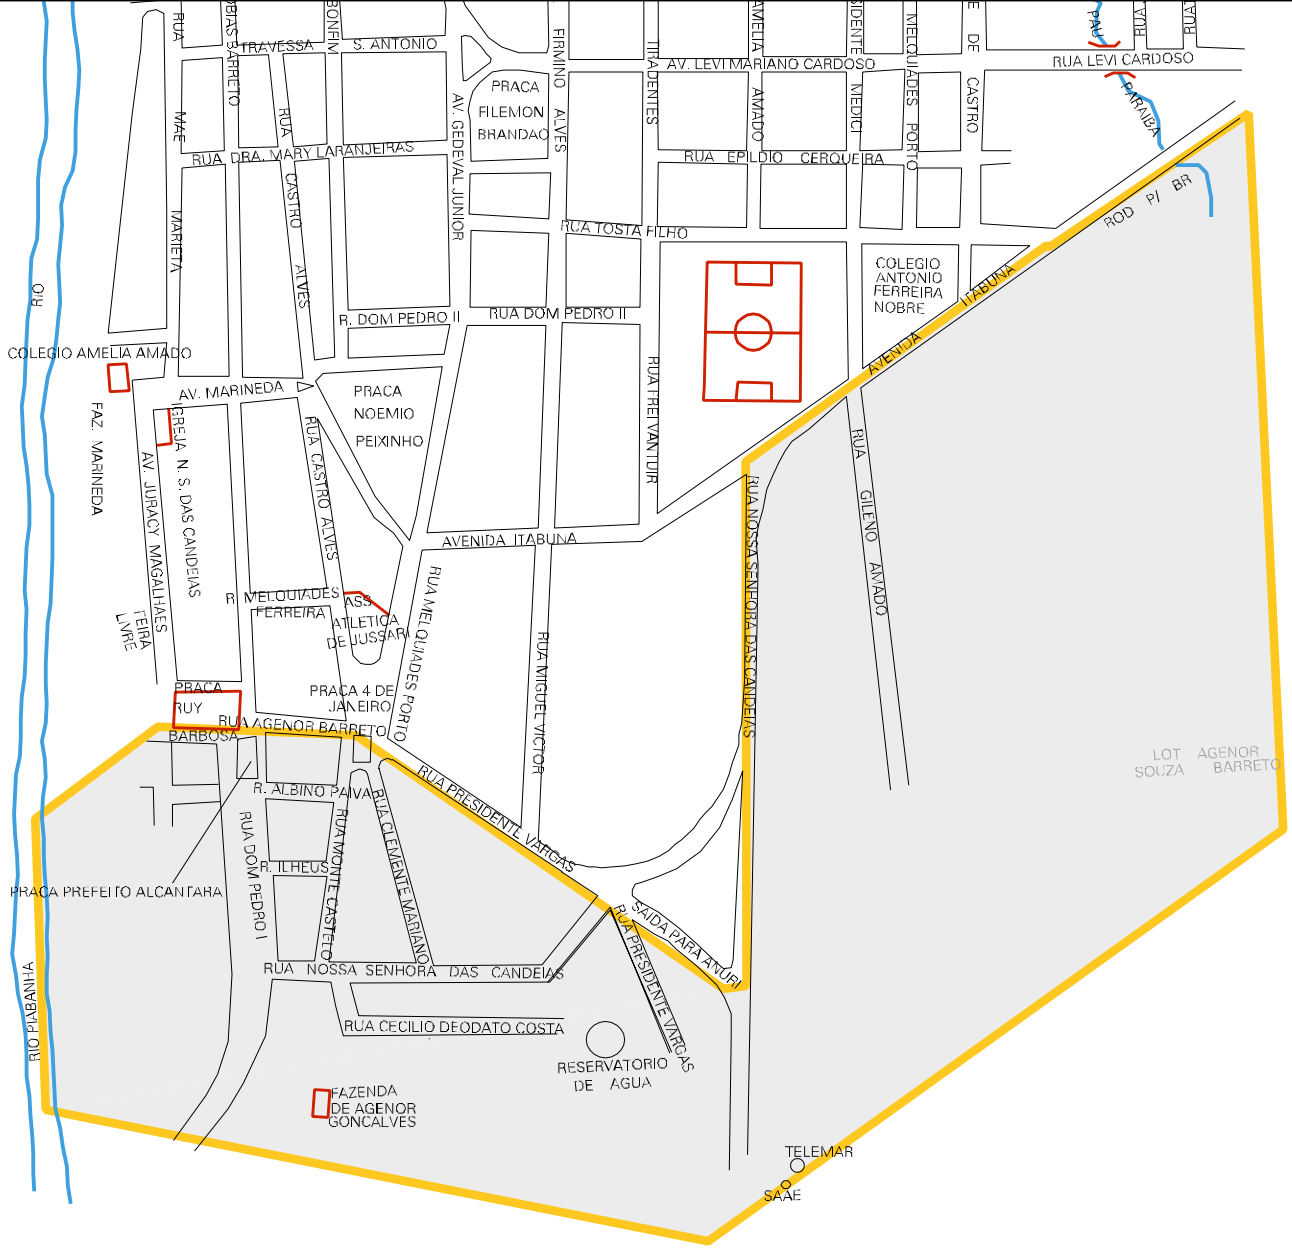 RUA
OBIAS BARRETO
BONFIM
TRAVESSA S. ANTONIO
FIRMINO ALVES
TIRADENTES
AMELIA
AMADO
SIDENTE
MEDICI
MELQUIADES PORTO
E DE CASTRO
PAU
RUA
RUA
AV. LEVI MARIANO CARDOSO
RUA LEVI CARDOSO
PARAIBA
PRACA
FILEMON
BRANDAO
MAE
RUA
AV. GEDEVAL JUNIOR
RUA DRA. MARY LARANJEIRAS
RUA EPILDIO CERQUEIRA
CASTRO
MARIETA
ALVES
ROD P/ BR
RUA TOSTA FILHO
COLEGIO
ANTONIO
FERREIRA
NOBRE
ITABUNA
AVENIDA
RIO
R. DOM PEDRO II
RUA DOM PEDRO II
COLEGIO AMELIA AMADO
AV. MARINEDA
PRACA
NOEMIO
PEIXINHO
RUA FREI VANTUIR
FAZ. MARINEDA
IGREJA N. S. DAS CANDEIAS
AV. JURACY MAGALHAES
RUA CASTRO ALVES
RUA GILENO AMADO
RUA NOSSA SENHORA DAS CANDEIAS
AVENIDA ITABUNA
RUA MELQUIADES PORTO
R. MELQUIADES
FERREIRA
ASS.
ATLETICA
DE JUSSARI
FEIRA
LIVRE
RUA MIGUEL VICTOR
PRACA
RUY
BARBOSA
PRACA 4 DE
JANEIRO
RUA AGENOR BARRETO
LOT AGENOR
SOUZA BARRETO
RUA PRESIDENTE VARGAS
R. ALBINO PAIVA
RUA DOM PEDRO I
RUA MONTE CASTELO
RUA CLEMENTE MARIANO
R. ILHEUS
PRACA PREFEITO ALCANTARA
SAIDA PARA ANURI
RUA PRESIDENTE VARGAS
RUA NOSSA SENHORA DAS CANDEIAS
RIO PIABANHA
RUA CECILIO DEODATO COSTA
RESERVATORIO
DE AGUA
FAZENDA
DE AGENOR
GONCALVES
TELEMAR
SAAE